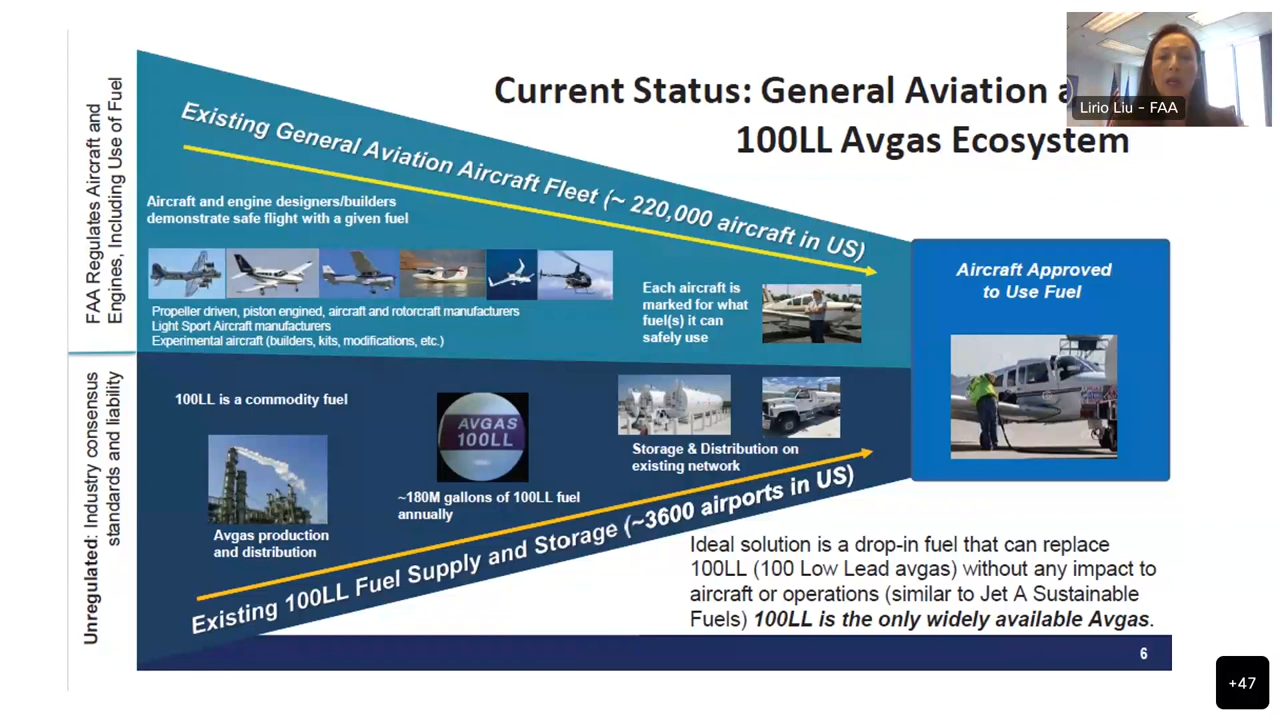 Current Status: General Aviation a
100LL Avgas Ecosystem
Lirio Liu - FAA
FAA Regulates Aircraft and
Engines, Including Use of Fuel
Existing General Aviation Aircraft Fleet (~ 220,000 aircraft in US)
Aircraft and engine designers/builders
demonstrate safe flight with a given fuel
Propeller driven, piston engined, aircraft and rotorcraft manufacturers
Light Sport Aircraft manufacturers
Experimental aircraft (builders, kits, modifications, etc.)
Each aircraft is
marked for what
fuel(s) it can
safely use
Aircraft Approved
to Use Fuel
Unregulated: Industry consensus
standards and liability
100LL is a commodity fuel
Avgas production
and distribution
AVGAS
100LL
~180M gallons of 100LL fuel
annually
Storage & Distribution on
existing network
Existing 100LL Fuel Supply and Storage (~3600 airports in US)
Ideal solution is a drop-in fuel that can replace
100LL (100 Low Lead avgas) without any impact to
aircraft or operations (similar to Jet A Sustainable
Fuels) 100LL is the only widely available Avgas.
6
+47